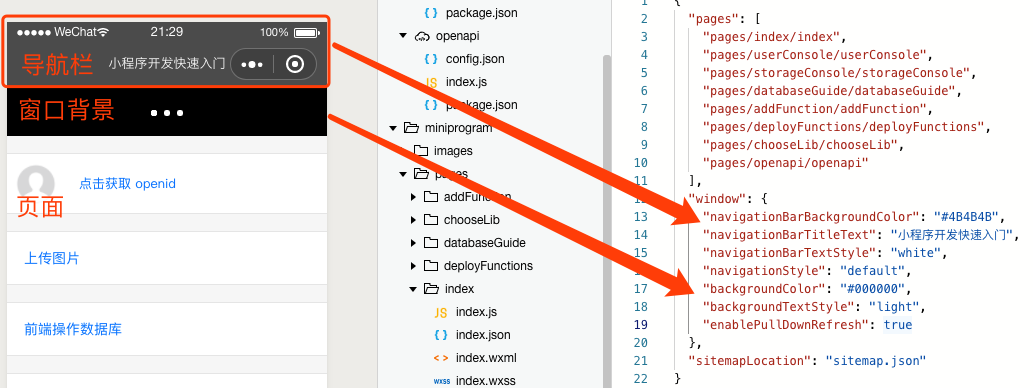 ●●●●● WeChat 21:29 100%
导航栏 小程序开发快速入门
窗口背景
点击获取 openid
页面
上传图片
前端操作数据库
package.json
openapi
config.json
JS index.js
package.json
miniprogram
images
pages
addFunction
chooseLib
databaseGuide
deployFunctions
index
JS index.js
index.json
index.wxml
wxss index.wxss
1 {
2 "pages": [
3 "pages/index/index",
4 "pages/userConsole/userConsole",
5 "pages/storageConsole/storageConsole",
6 "pages/databaseGuide/databaseGuide",
7 "pages/addFunction/addFunction",
8 "pages/deployFunctions/deployFunctions",
9 "pages/chooseLib/chooseLib",
10 "pages/openapi/openapi"
11 ],
12 "window": {
13 "navigationBarBackgroundColor": "#4B4B4B",
14 "navigationBarTitleText": "小程序开发快速入门",
15 "navigationBarTextStyle": "white",
16 "navigationStyle": "default",
17 "backgroundColor": "#000000",
18 "backgroundTextStyle": "light",
19 "enablePullDownRefresh": true
20 },
21 "sitemapLocation": "sitemap.json"
22 }